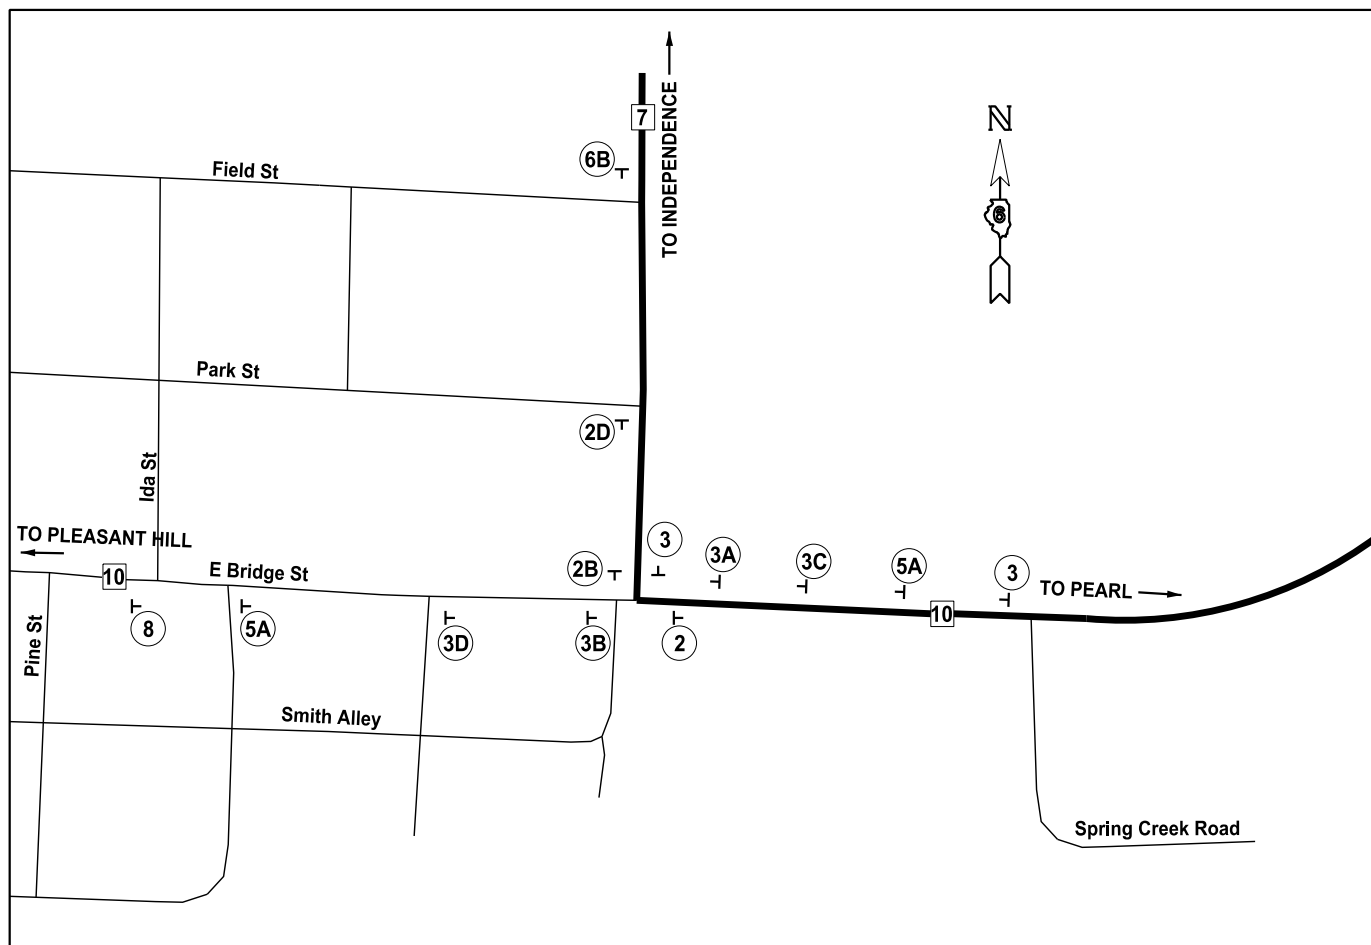 7
TO INDEPENDENCE
N
6B
Field St
6
Park St
2D
Ida St
TO PLEASANT HILL
3
3A
3C
5A
3
2B
E Bridge St
10
TO PEARL
10
8
5A
3D
3B
2
Pine St
Smith Alley
Spring Creek Road